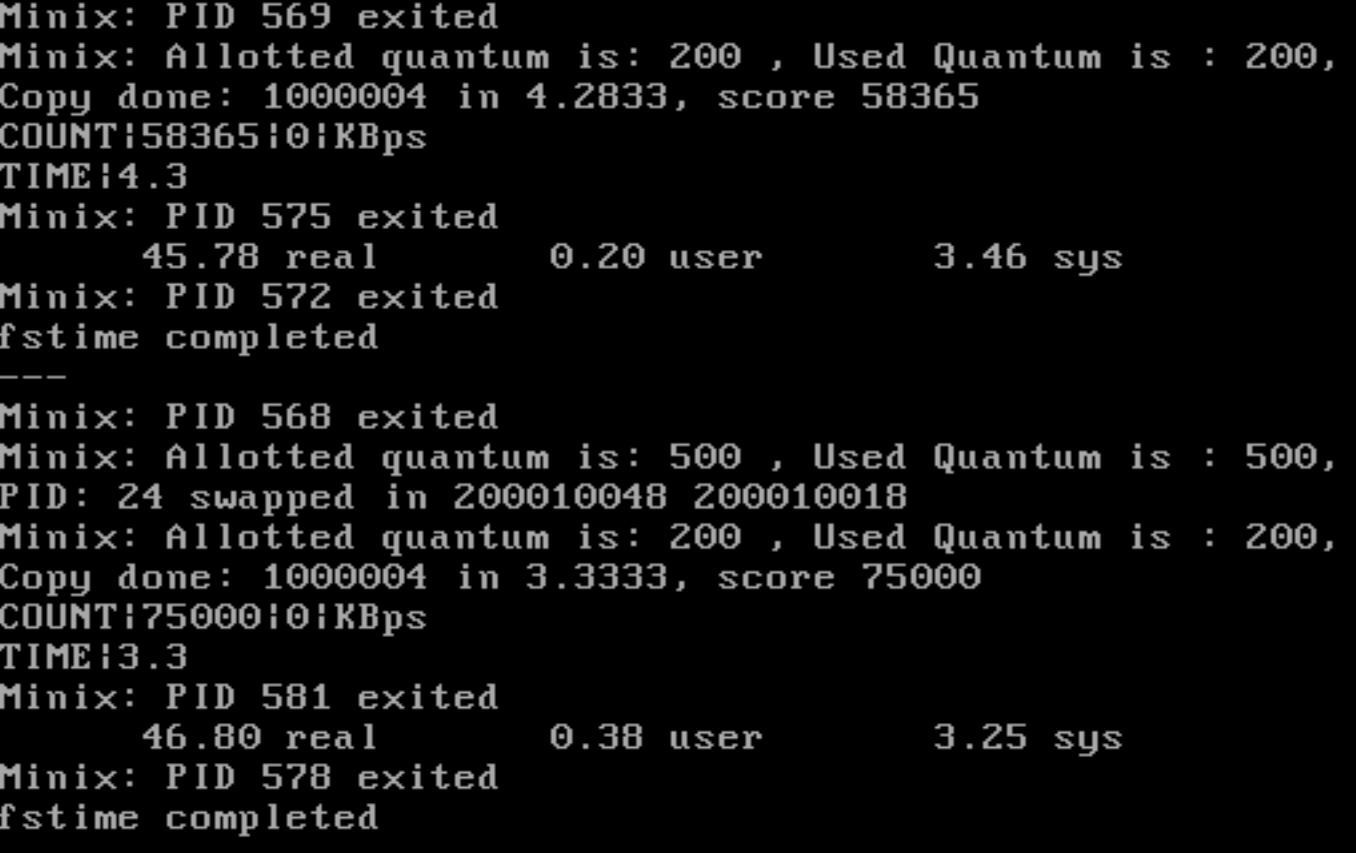 Minix: PID 569 exited
Minix: Allotted quantum is: 200 , Used Quantum is : 200,
Copy done: 1000004 in 4.2833, score 58365
COUNT|58365|0|KBps
TIME|4.3
Minix: PID 575 exited
45.78 real 0.20 user 3.46 sys
Minix: PID 572 exited
fstime completed
---
Minix: PID 568 exited
Minix: Allotted quantum is: 500 , Used Quantum is : 500,
PID: 24 swapped in 200010048 200010018
Minix: Allotted quantum is: 200 , Used Quantum is : 200,
Copy done: 1000004 in 3.3333, score 75000
COUNT|75000|0|KBps
TIME|3.3
Minix: PID 581 exited
46.80 real 0.38 user 3.25 sys
Minix: PID 578 exited
fstime completed